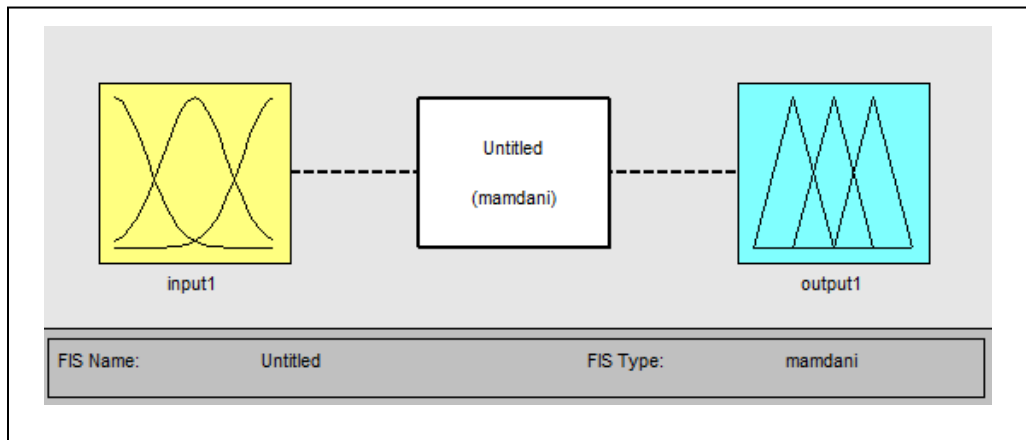 Untitled
(mamdani)
input1
output1
FIS Name: Untitled FIS Type: mamdani